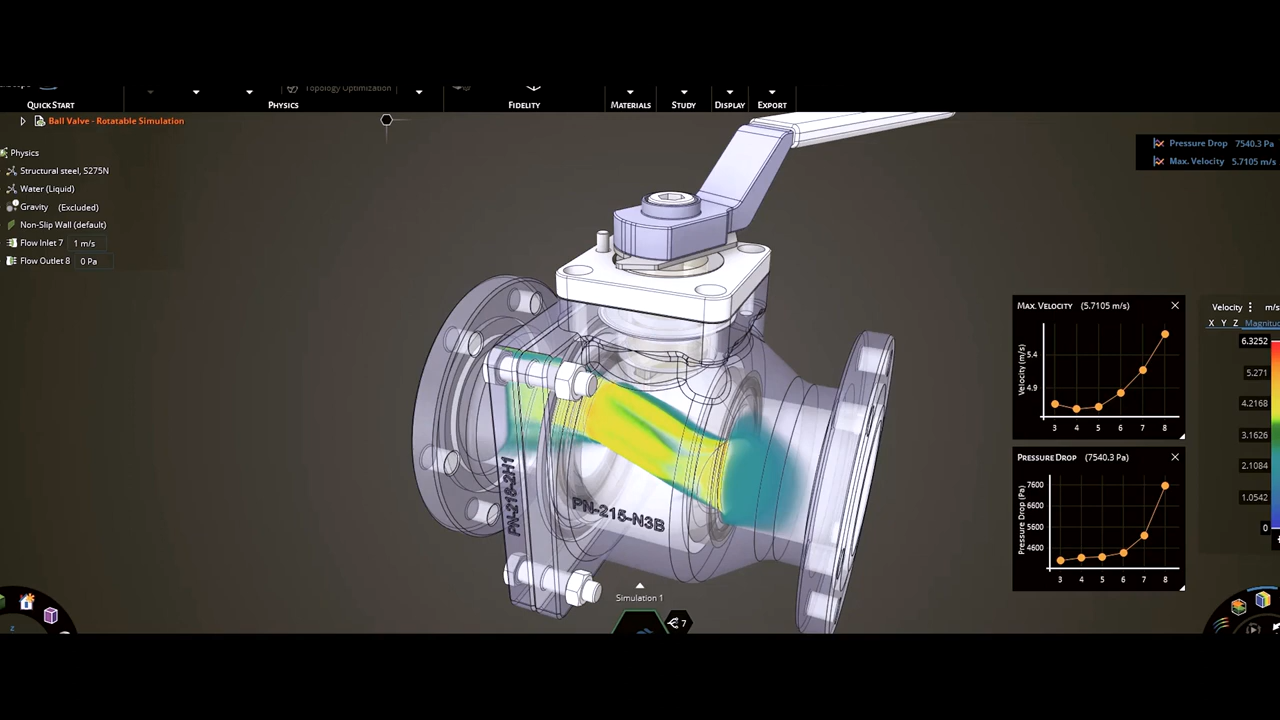 Topology Optimization
QUICK START
PHYSICS
FIDELITY
MATERIALS
STUDY
DISPLAY
EXPORT
Ball Valve - Rotatable Simulation
Physics
Structural steel, S275N
Water (Liquid)
Gravity (Excluded)
Non-Slip Wall (default)
Flow Inlet 7 1 m/s
Flow Outlet 8 0 Pa
Pressure Drop 7540.3 Pa
Max. Velocity 5.7105 m/s
MAX. VELOCITY (5.7105 m/s)
Velocity (m/s)
5.4
4.9
3 4 5 6 7 8
PRESSURE DROP (7540.3 Pa)
Pressure Drop (Pa)
7600
6600
5600
4600
3 4 5 6 7 8
Velocity m/s
X Y Z Magnitud
6.3252
5.271
4.2168
3.1626
2.1084
1.0542
0
PN-218-2H1
PN-215-N3B
Simulation 1
7
z